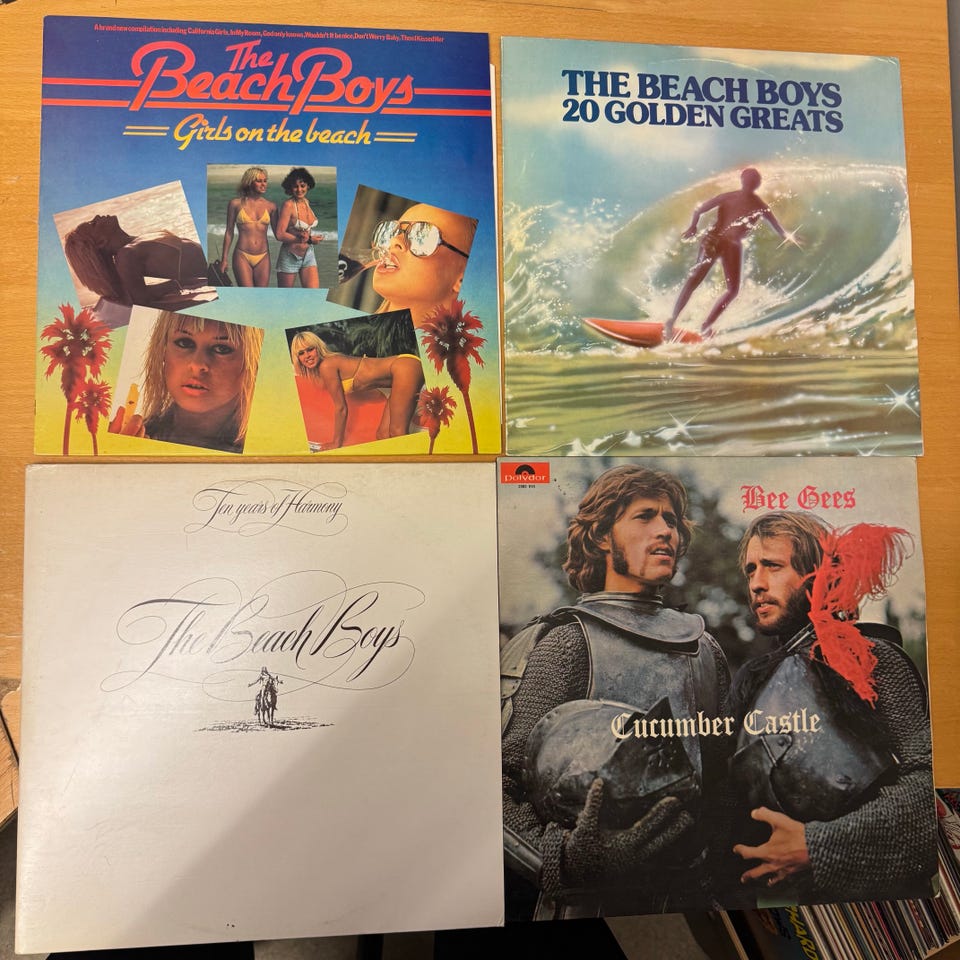 A brand new compilation including California Girls, In My Room, God only knows, Wouldn't it be nice, Don't Worry Baby, Then I Kissed Her
The
Beach Boys
Girls on the beach
THE BEACH BOYS
20 GOLDEN GREATS
Ten years of Harmony
The Beach Boys
Polydor
Bee Gees
Cucumber Castle